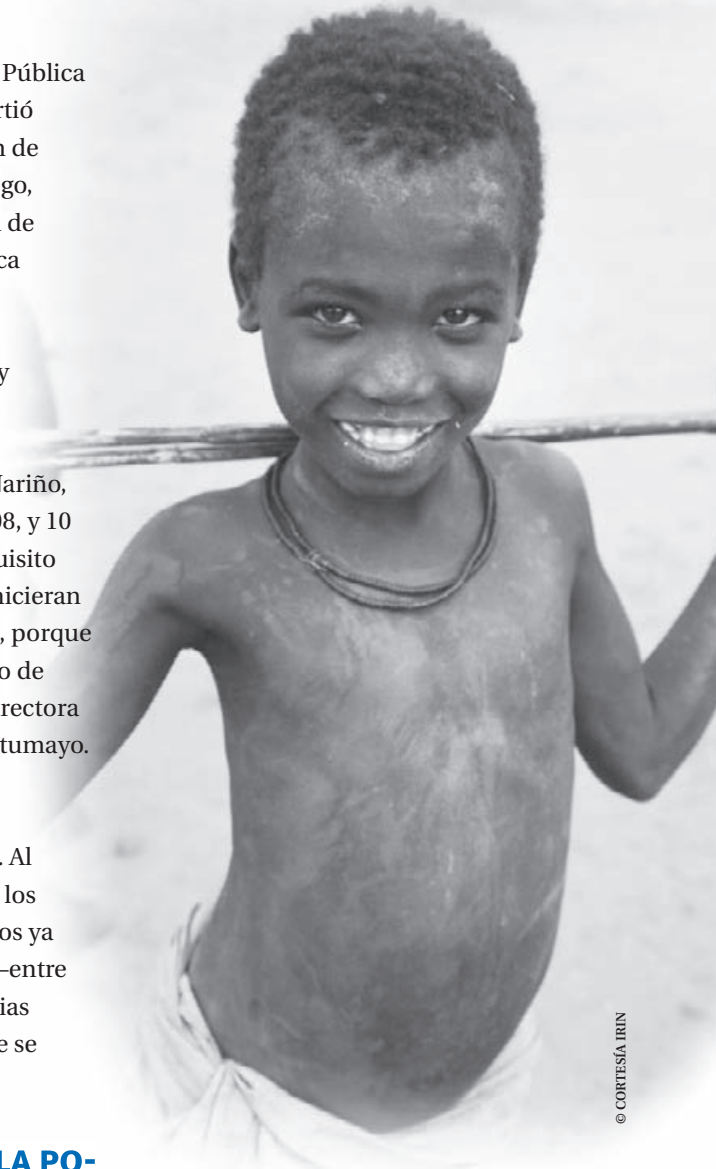 Pública
rtió
n de
go,
de
ca
y
Nariño,
08, y 10
uisito
hicieran
, porque
o de
rectora
tumayo.
. Al
los
os ya
–entre
ias
e se
LA PO-
© CORTESÍA IRIN